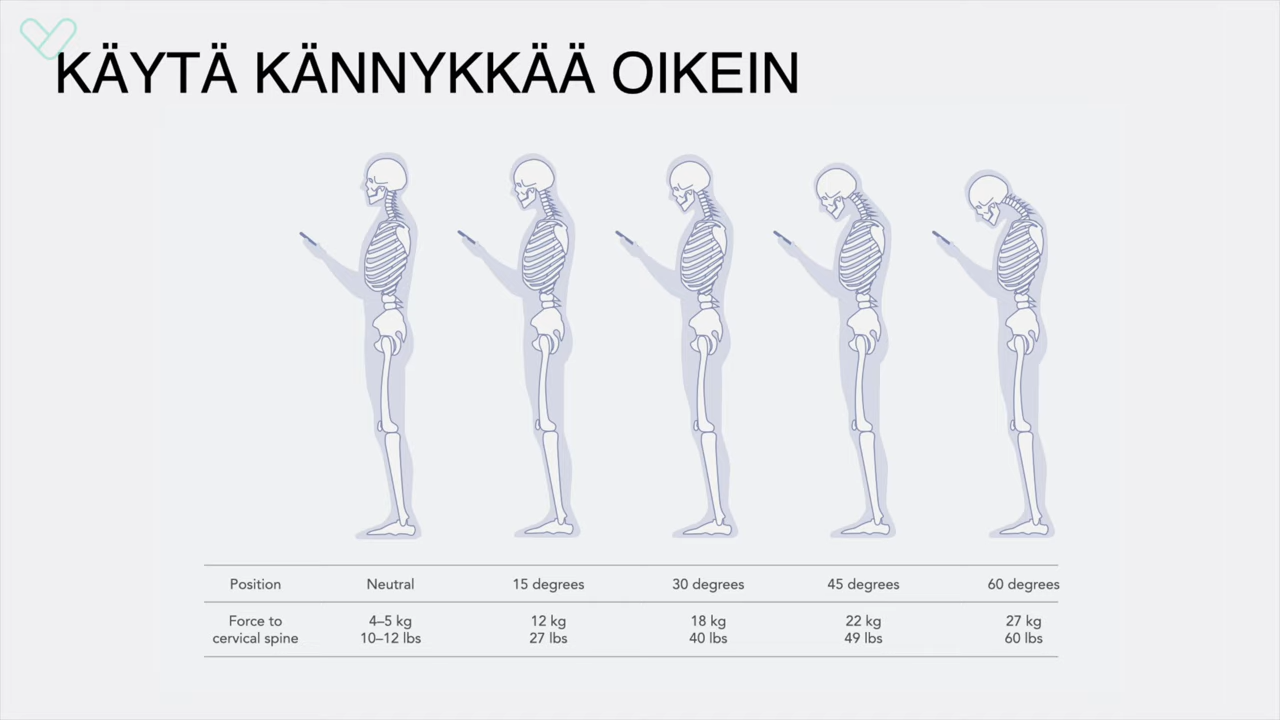 KÄYTÄ KÄNNYKKÄÄ OIKEIN
Position Neutral 15 degrees 30 degrees 45 degrees 60 degrees
Force to 4–5 kg 12 kg 18 kg 22 kg 27 kg
cervical spine 10–12 lbs 27 lbs 40 lbs 49 lbs 60 lbs